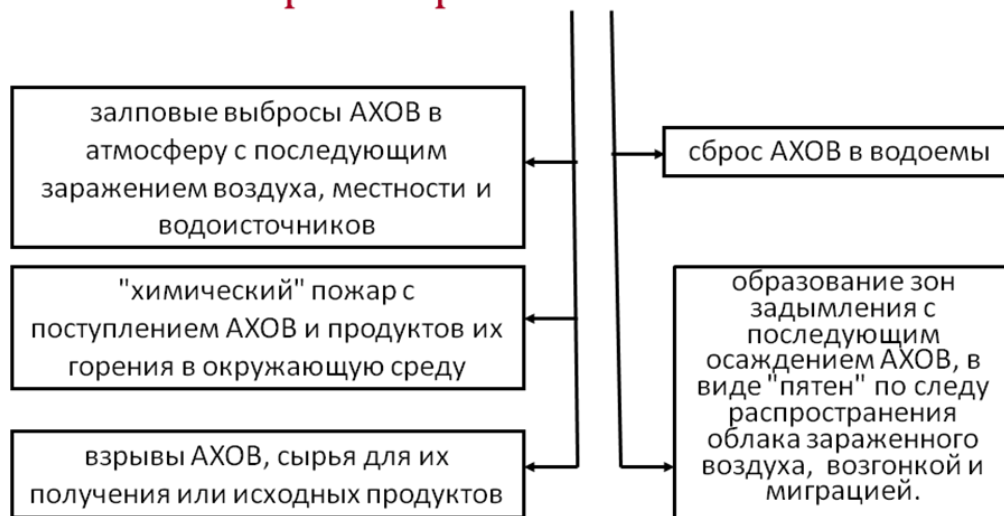 залповые выбросы АХОВ в
атмосферу с последующим
заражением воздуха, местности и
водоисточников
"химический" пожар с
поступлением АХОВ и продуктов их
горения в окружающую среду
взрывы АХОВ, сырья для их
получения или исходных продуктов
сброс АХОВ в водоемы
образование зон
задымления с
последующим
осаждением АХОВ, в
виде "пятен" по следу
распространения
облака зараженного
воздуха, возгонкой и
миграцией.